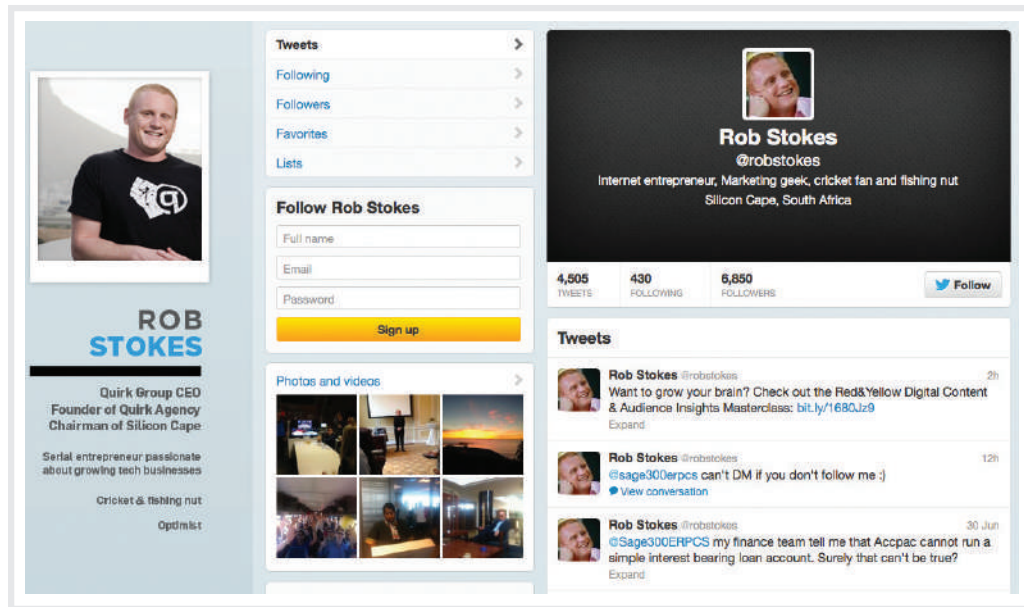 ROB
STOKES
Quirk Group CEO
Founder of Quirk Agency
Chairman of Silicon Cape
Serial entrepreneur passionate
about growing tech businesses
Cricket & fishing nut
Optimist
Tweets
Following
Followers
Favorites
Lists
Follow Rob Stokes
Full name
Email
Password
Sign up
Photos and videos
Rob Stokes
@robstokes
Internet entrepreneur, Marketing geek, cricket fan and fishing nut
Silicon Cape, South Africa
4,505
TWEETS
430
FOLLOWING
6,850
FOLLOWERS
Follow
Tweets
Rob Stokes @robstokes 2h
Want to grow your brain? Check out the Red&Yellow Digital Content
& Audience Insights Masterclass: bit.ly/1680Jz9
Expand
Rob Stokes @robstokes 12h
@sage300erpcs can't DM if you don't follow me :)
View conversation
Rob Stokes @robstokes 30 Jun
@Sage300ERPCS my finance team tell me that Accpac cannot run a
simple interest bearing loan account. Surely that can't be true?
Expand